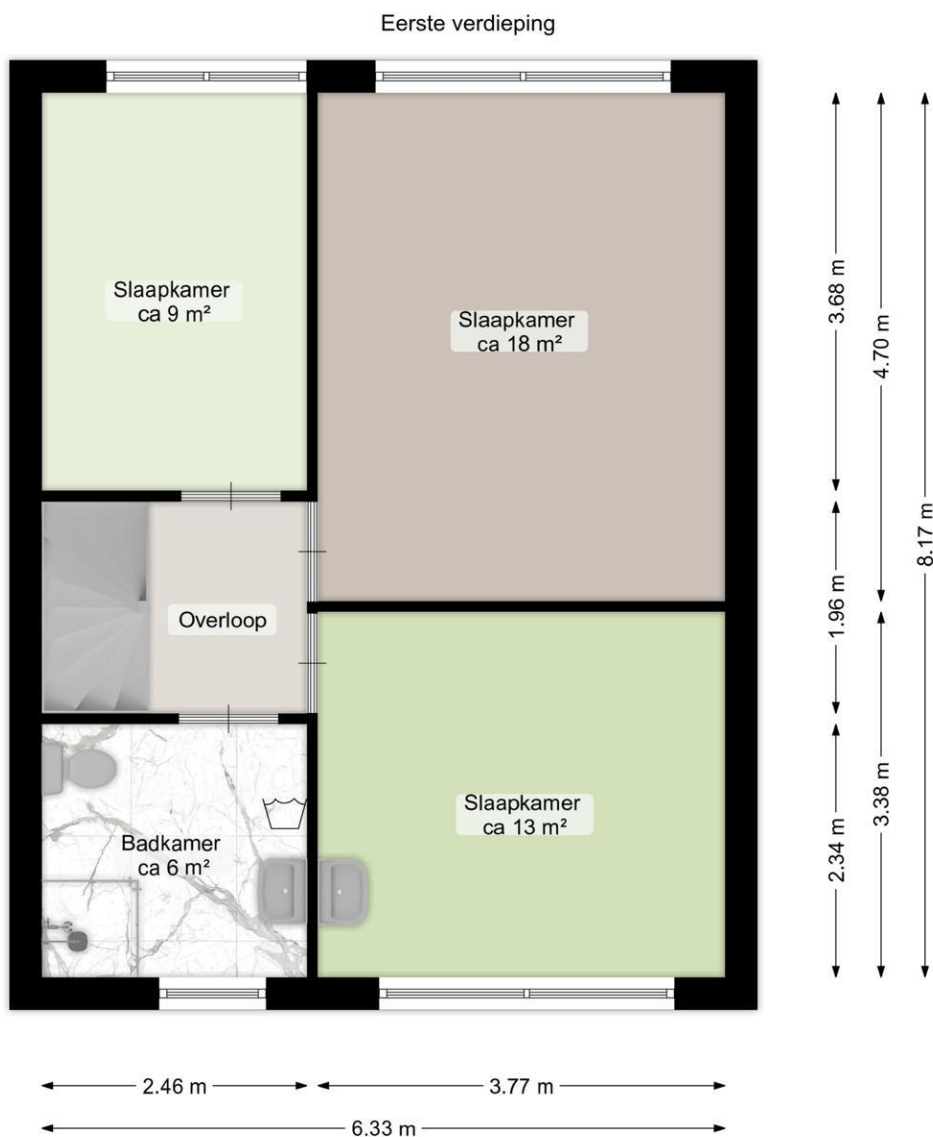 Eerste verdieping
Slaapkamer
ca 9 m²
Slaapkamer
ca 18 m²
Overloop
Slaapkamer
ca 13 m²
Badkamer
ca 6 m²
3.68 m
4.70 m
8.17 m
1.96 m
3.38 m
2.34 m
2.46 m
3.77 m
6.33 m